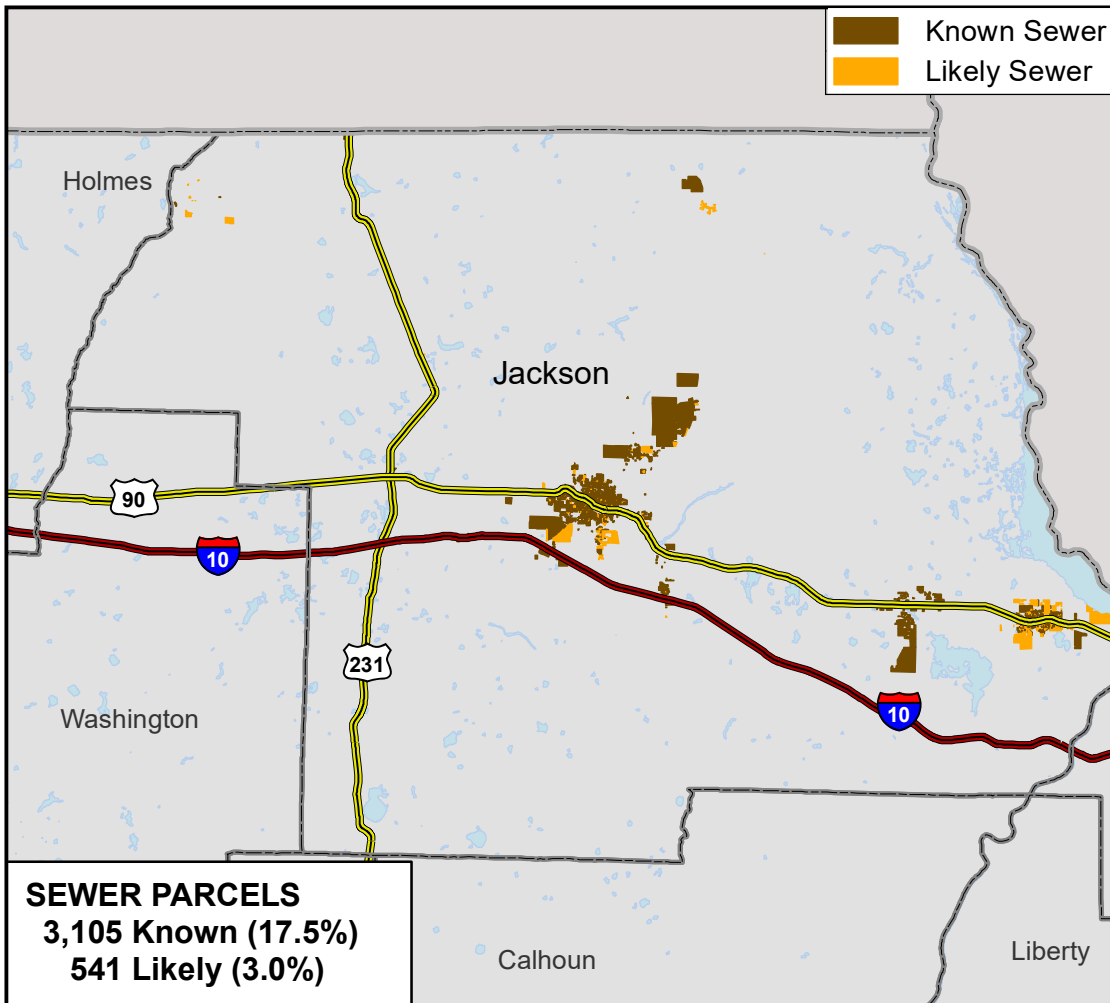 Known Sewer
Likely Sewer
Holmes
Jackson
90
10
231
10
Washington
SEWER PARCELS
3,105 Known (17.5%)
541 Likely (3.0%)
Calhoun
Liberty